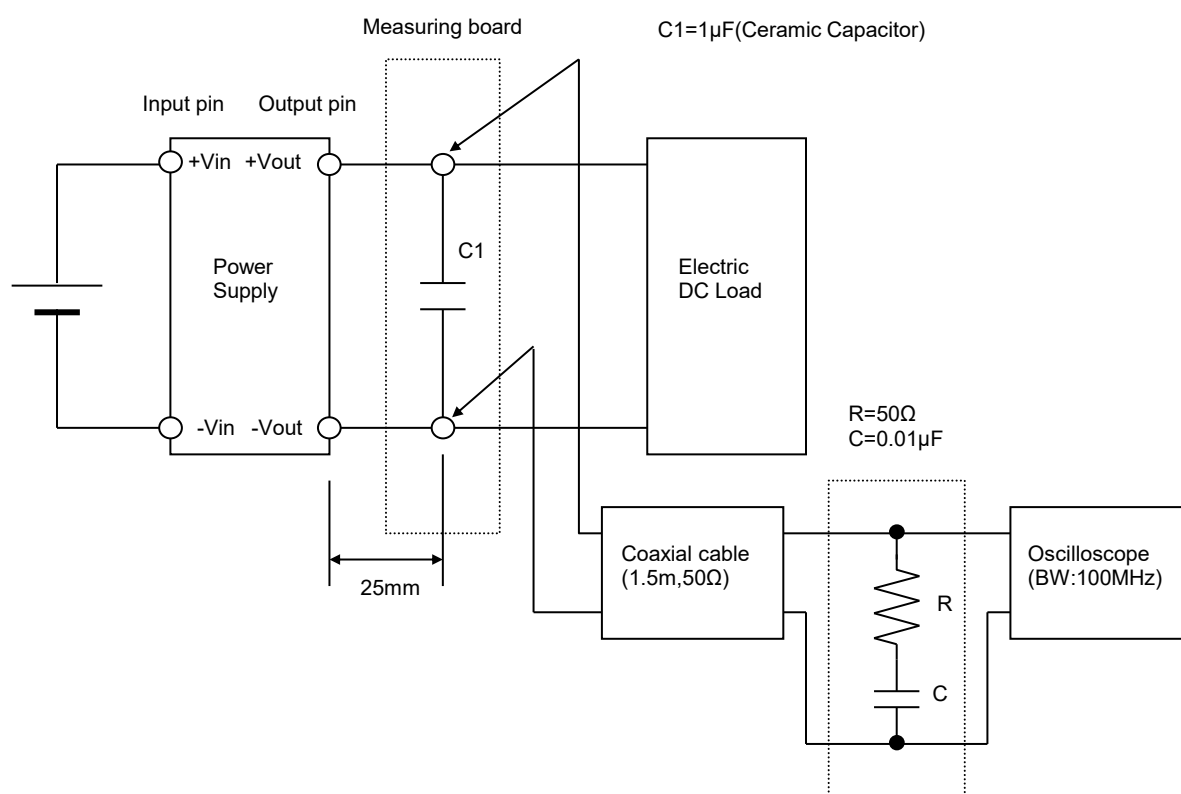 Measuring board
C1=1µF(Ceramic Capacitor)
Input pin
Output pin
+Vin
+Vout
C1
Power
Supply
Electric
DC Load
-Vin
-Vout
R=50Ω
C=0.01µF
25mm
Coaxial cable
(1.5m,50Ω)
R
C
Oscilloscope
(BW:100MHz)